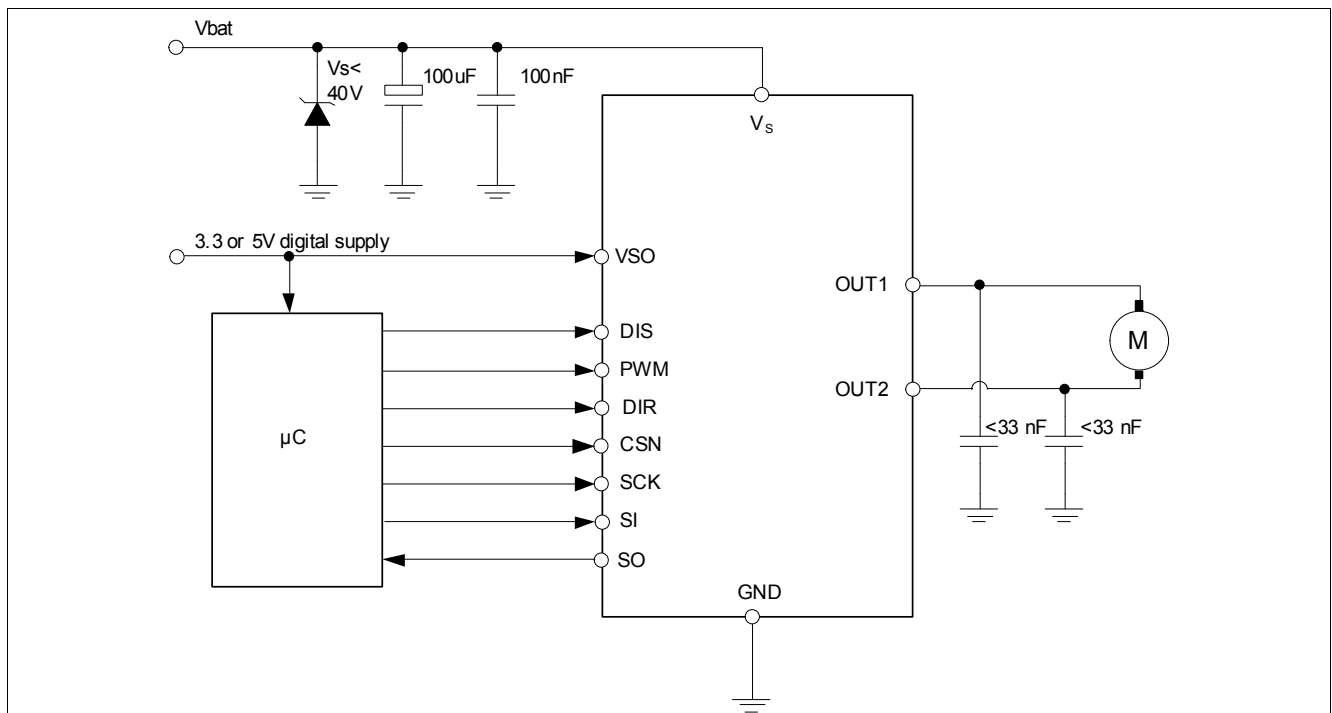 Vbat
Vs<
40V
100uF
100nF
Vs
3.3 or 5V digital supply
VSO
OUT1
DIS
M
PWM
OUT2
DIR
<33 nF
<33 nF
µC
CSN
SCK
SI
SO
GND